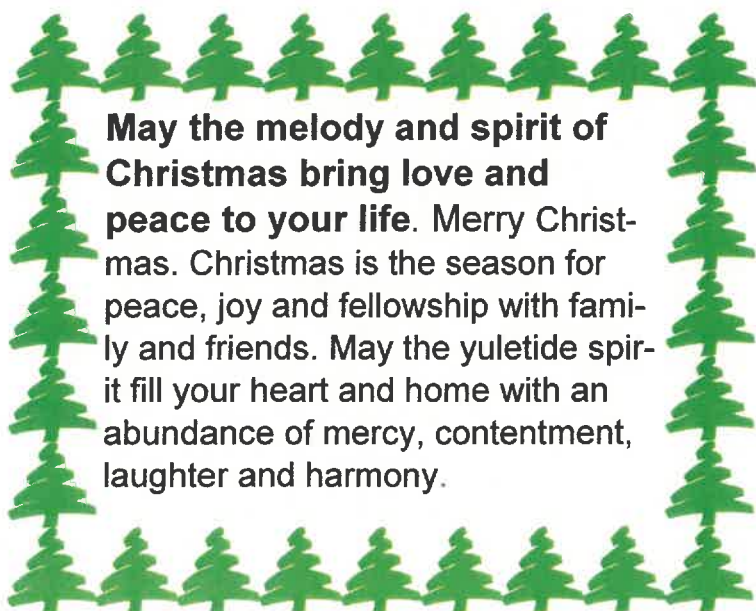 May the melody and spirit of
Christmas bring love and
peace to your life. Merry Christ-
mas. Christmas is the season for
peace, joy and fellowship with fami-
ly and friends. May the yuletide spir-
it fill your heart and home with an
abundance of mercy, contentment,
laughter and harmony.